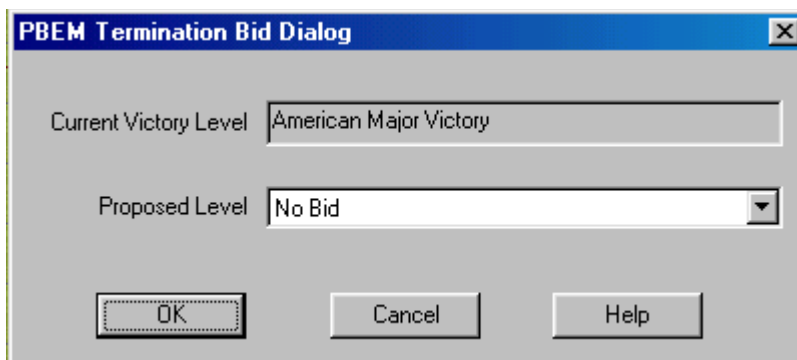 PBEM Termination Bid Dialog
Current Victory Level American Major Victory
Proposed Level No Bid
OK Cancel Help